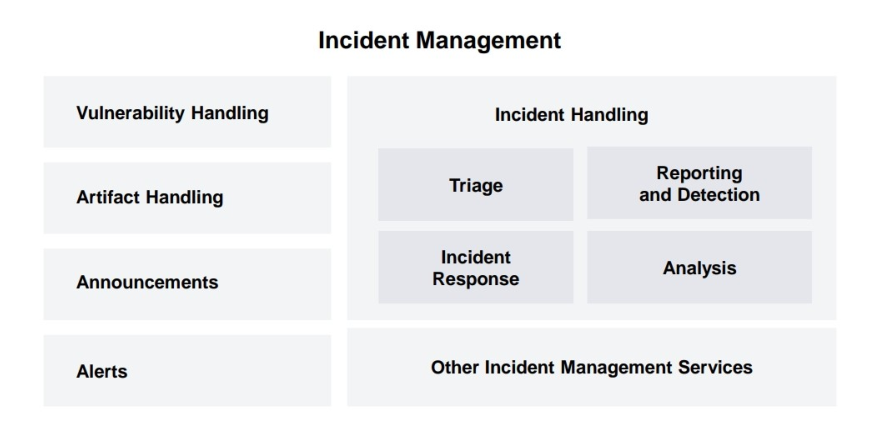 Incident Management
Vulnerability Handling
Artifact Handling
Announcements
Alerts
Incident Handling
Triage
Reporting
and Detection
Incident
Response
Analysis
Other Incident Management Services